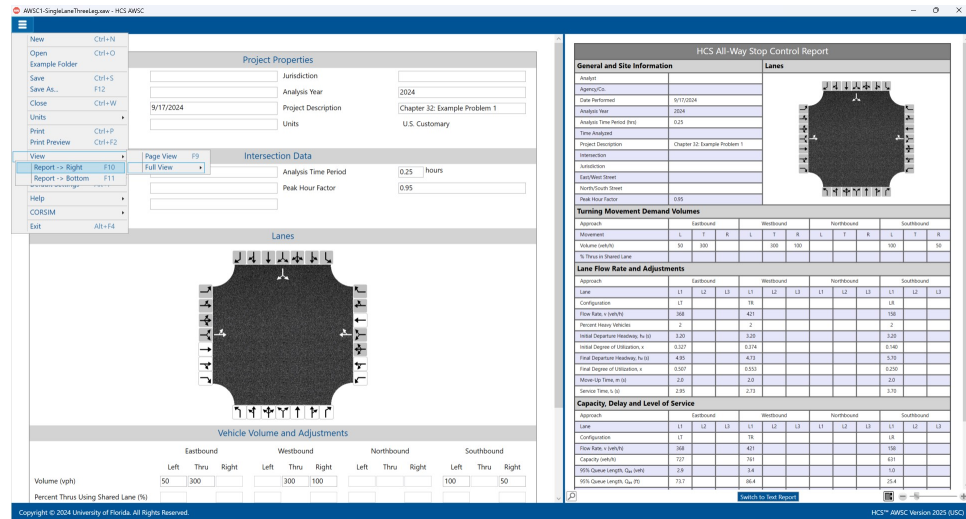 AWSC1-SingleLaneThreeLeg.xaw - HCS AWSC
New Ctrl+N
Open Ctrl+O
Example Folder
Save Ctrl+S
Save As... F12
Close Ctrl+W
Units
Print Ctrl+P
Print Preview Ctrl+F2
View
Report -> Right F10
Report -> Bottom F11
Help
CORSIM
Exit Alt+F4
Page View F9
Full View
Project Properties
Jurisdiction
Analysis Year 2024
9/17/2024 Project Description Chapter 32: Example Problem 1
Units U.S. Customary
Intersection Data
Analysis Time Period 0.25 hours
Peak Hour Factor 0.95
Lanes
Vehicle Volume and Adjustments
Eastbound Westbound Northbound Southbound
Left Thru Right Left Thru Right Left Thru Right Left Thru Right
Volume (vph) 50 300 300 100 100 50
Percent Thrus Using Shared Lane (%)
HCS All-Way Stop Control Report
General and Site Information Lanes
Analyst
Agency/Co.
Date Performed 9/17/2024
Analysis Year 2024
Analysis Time Period (hrs) 0.25
Time Analyzed
Project Description Chapter 32: Example Problem 1
Intersection
Jurisdiction
East/West Street
North/South Street
Peak Hour Factor 0.95
Turning Movement Demand Volumes
Approach Eastbound Westbound Northbound Southbound
Movement L T R L T R L T R L T R
Volume (veh/h) 50 300 300 100 100 50
% Thrus in Shared Lane
Lane Flow Rate and Adjustments
Approach Eastbound Westbound Northbound Southbound
Lane L1 L2 L3 L1 L2 L3 L1 L2 L3 L1 L2 L3
Configuration LT TR LR
Flow Rate, v (veh/h) 368 421 158
Percent Heavy Vehicles 2 2 2
Initial Departure Headway, hd (s) 3.20 3.20 3.20
Initial Degree of Utilization, x 0.327 0.374 0.140
Final Departure Headway, hd (s) 4.95 4.73 5.70
Final Degree of Utilization, x 0.507 0.553 0.250
Move-Up Time, m (s) 2.0 2.0 2.0
Service Time, ts (s) 2.95 2.73 3.70
Capacity, Delay and Level of Service
Approach Eastbound Westbound Northbound Southbound
Lane L1 L2 L3 L1 L2 L3 L1 L2 L3 L1 L2 L3
Configuration LT TR LR
Flow Rate, v (veh/h) 368 421 158
Capacity (veh/h) 727 761 631
95% Queue Length, Q₉₅ (veh) 2.9 3.4 1.0
95% Queue Length, Q₉₅ (ft) 73.7 86.4 25.4
Switch to Text Report
Copyright © 2024 University of Florida. All Rights Reserved. HCS™ AWSC Version 2025 (USC)